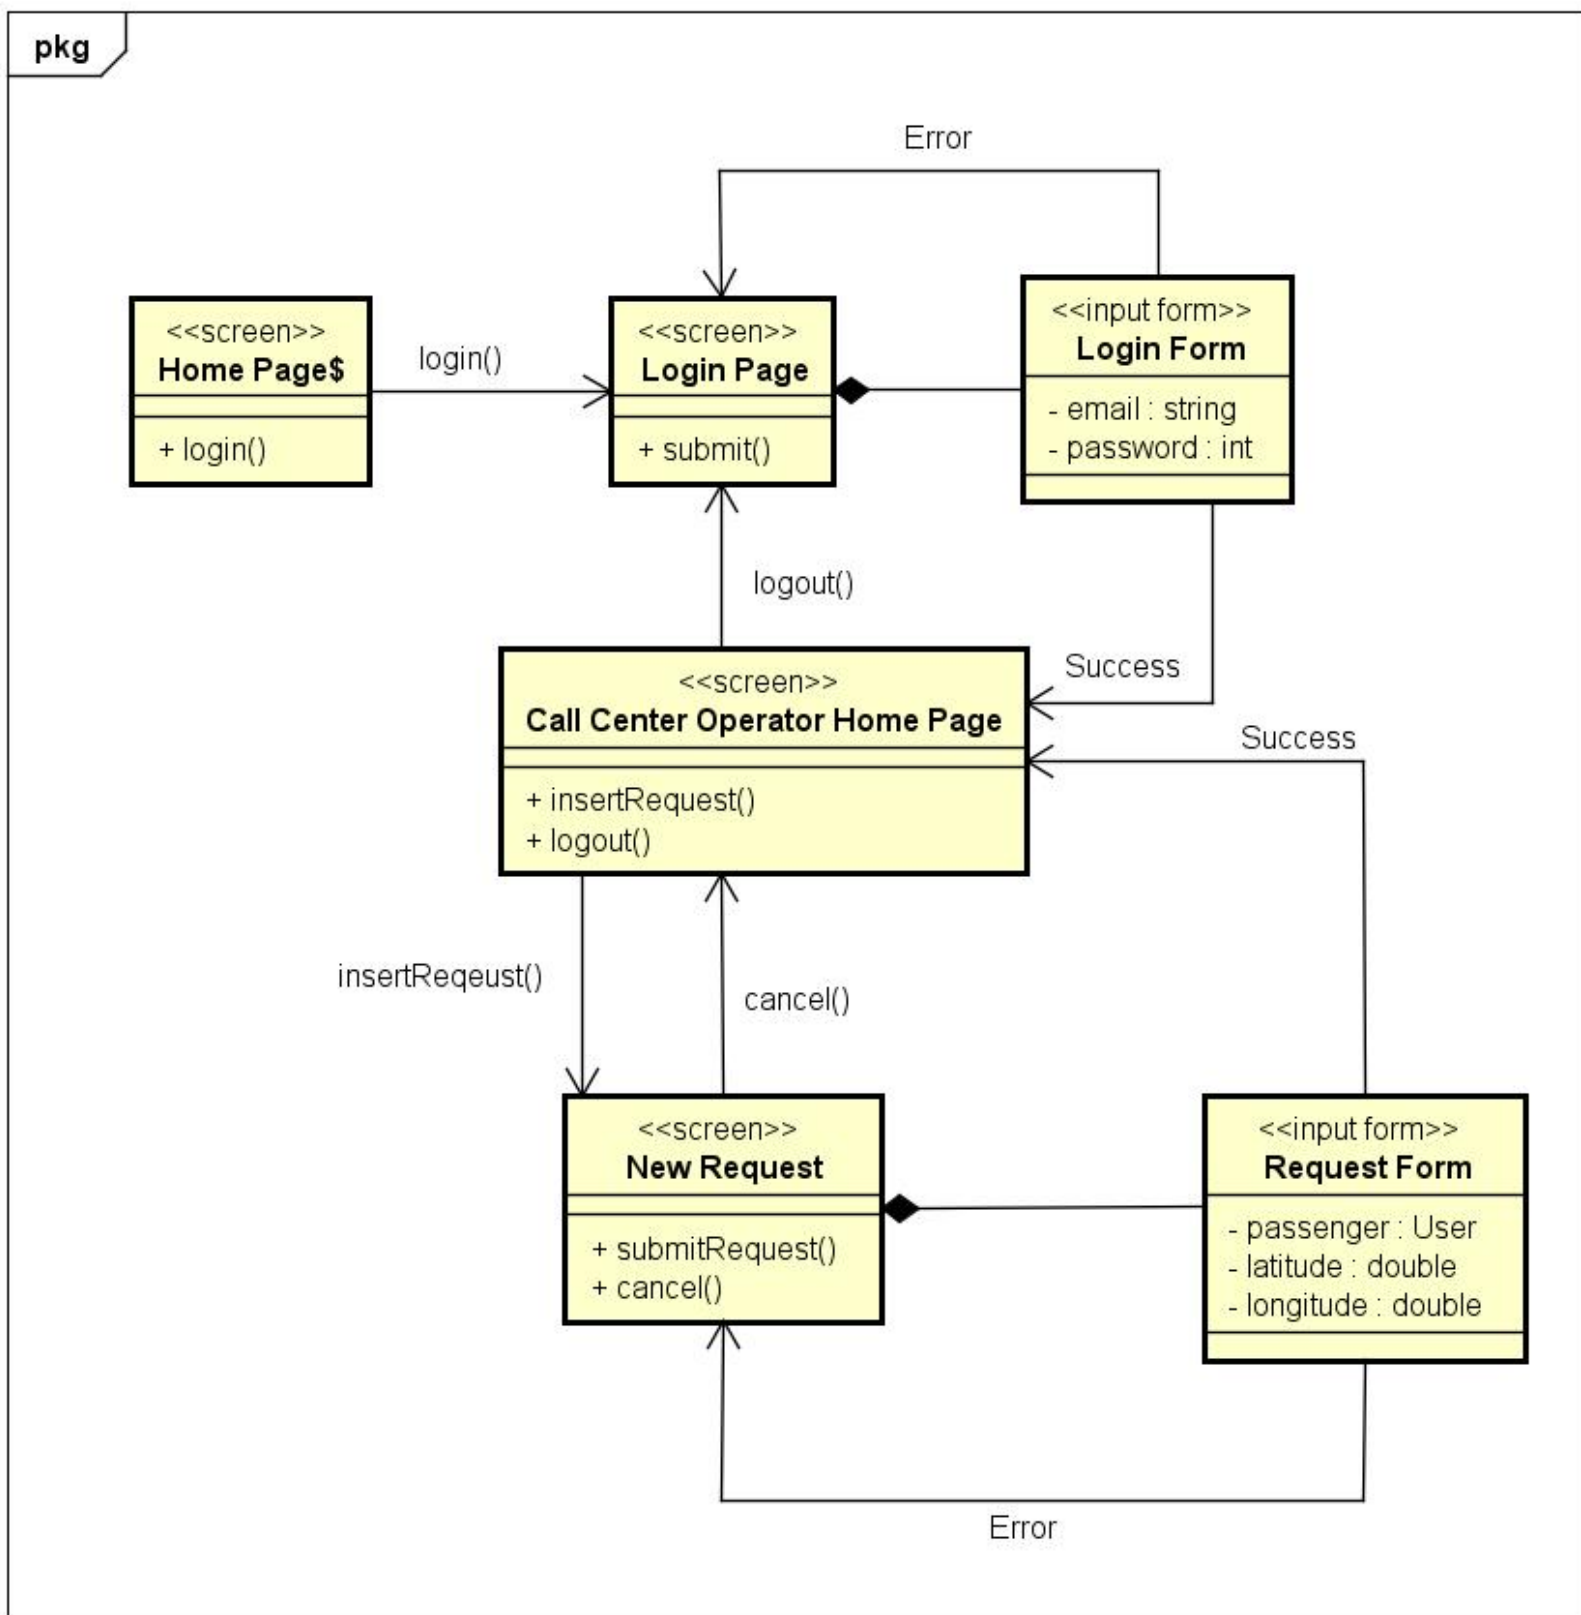 pkg
Error
<<screen>>
Home Page$
+ login()
login()
<<screen>>
Login Page
+ submit()
<<input form>>
Login Form
- email : string
- password : int
logout()
Success
<<screen>>
Call Center Operator Home Page
+ insertRequest()
+ logout()
Success
insertReqeust()
cancel()
<<screen>>
New Request
+ submitRequest()
+ cancel()
<<input form>>
Request Form
- passenger : User
- latitude : double
- longitude : double
Error